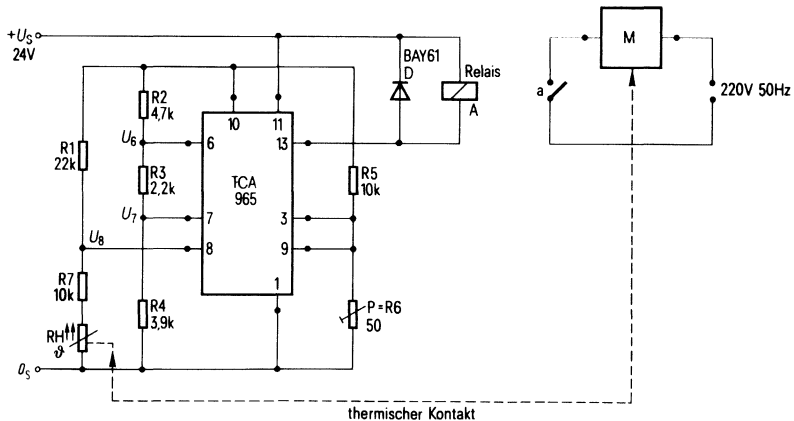 +U_S
24V
BAY61
D
Relais
A
M
a
220V 50Hz
R2
4,7k
10
11
U_6
6
13
R1
22k
R3
2,2k
TCA
965
R5
10k
U_7
7
3
U_8
8
9
R7
10k
1
R4
3,9k
P=R6
50
RH
ϑ
0_S
thermischer Kontakt